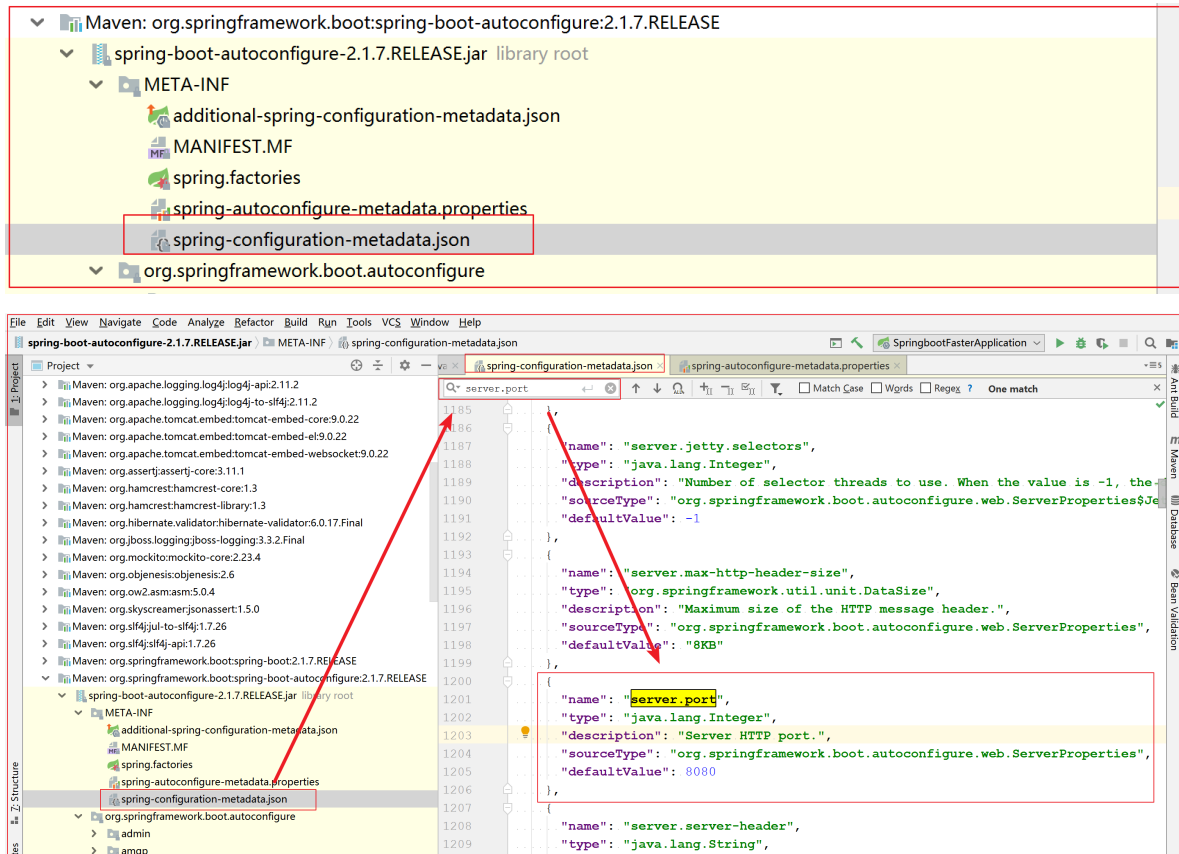 Maven: org.springframework.boot:spring-boot-autoconfigure:2.1.7.RELEASE
spring-boot-autoconfigure-2.1.7.RELEASE.jar library root
META-INF
additional-spring-configuration-metadata.json
MANIFEST.MF
spring.factories
spring-autoconfigure-metadata.properties
spring-configuration-metadata.json
org.springframework.boot.autoconfigure
File Edit View Navigate Code Analyze Refactor Build Run Tools VCS Window Help
spring-boot-autoconfigure-2.1.7.RELEASE.jar META-INF spring-configuration-metadata.json
SpringbootFasterApplication
Project
va
spring-configuration-metadata.json
spring-autoconfigure-metadata.properties
5
server.port
Match Case Words Regex ? One match
1: Project
Maven: org.apache.logging.log4j:log4j-api:2.11.2
Maven: org.apache.logging.log4j:log4j-to-slf4j:2.11.2
Maven: org.apache.tomcat.embed:tomcat-embed-core:9.0.22
Maven: org.apache.tomcat.embed:tomcat-embed-el:9.0.22
Maven: org.apache.tomcat.embed:tomcat-embed-websocket:9.0.22
Maven: org.assertj:assertj-core:3.11.1
Maven: org.hamcrest:hamcrest-core:1.3
Maven: org.hamcrest:hamcrest-library:1.3
Maven: org.hibernate.validator:hibernate-validator:6.0.17.Final
Maven: org.jboss.logging:jboss-logging:3.3.2.Final
Maven: org.mockito:mockito-core:2.23.4
Maven: org.objenesis:objenesis:2.6
Maven: org.ow2.asm:asm:5.0.4
Maven: org.skyscreamer:jsonassert:1.5.0
Maven: org.slf4j:jul-to-slf4j:1.7.26
Maven: org.slf4j:slf4j-api:1.7.26
Maven: org.springframework.boot:spring-boot:2.1.7.RELEASE
Maven: org.springframework.boot:spring-boot-autoconfigure:2.1.7.RELEASE
spring-boot-autoconfigure-2.1.7.RELEASE.jar library root
META-INF
additional-spring-configuration-metadata.json
MANIFEST.MF
spring.factories
spring-autoconfigure-metadata.properties
spring-configuration-metadata.json
org.springframework.boot.autoconfigure
admin
amqp
7: Structure
1185 },
1186 {
1187 "name": "server.jetty.selectors",
1188 "type": "java.lang.Integer",
1189 "description": "Number of selector threads to use. When the value is -1, the
1190 "sourceType": "org.springframework.boot.autoconfigure.web.ServerProperties$Je
1191 "defaultValue": -1
1192 },
1193 {
1194 "name": "server.max-http-header-size",
1195 "type": "org.springframework.util.unit.DataSize",
1196 "description": "Maximum size of the HTTP message header.",
1197 "sourceType": "org.springframework.boot.autoconfigure.web.ServerProperties",
1198 "defaultValue": "8KB"
1199 },
1200 {
1201 "name": "server.port",
1202 "type": "java.lang.Integer",
1203 "description": "Server HTTP port.",
1204 "sourceType": "org.springframework.boot.autoconfigure.web.ServerProperties",
1205 "defaultValue": 8080
1206 },
1207 {
1208 "name": "server.server-header",
1209 "type": "java.lang.String",
Ant Build
Maven
Database
Bean Validation